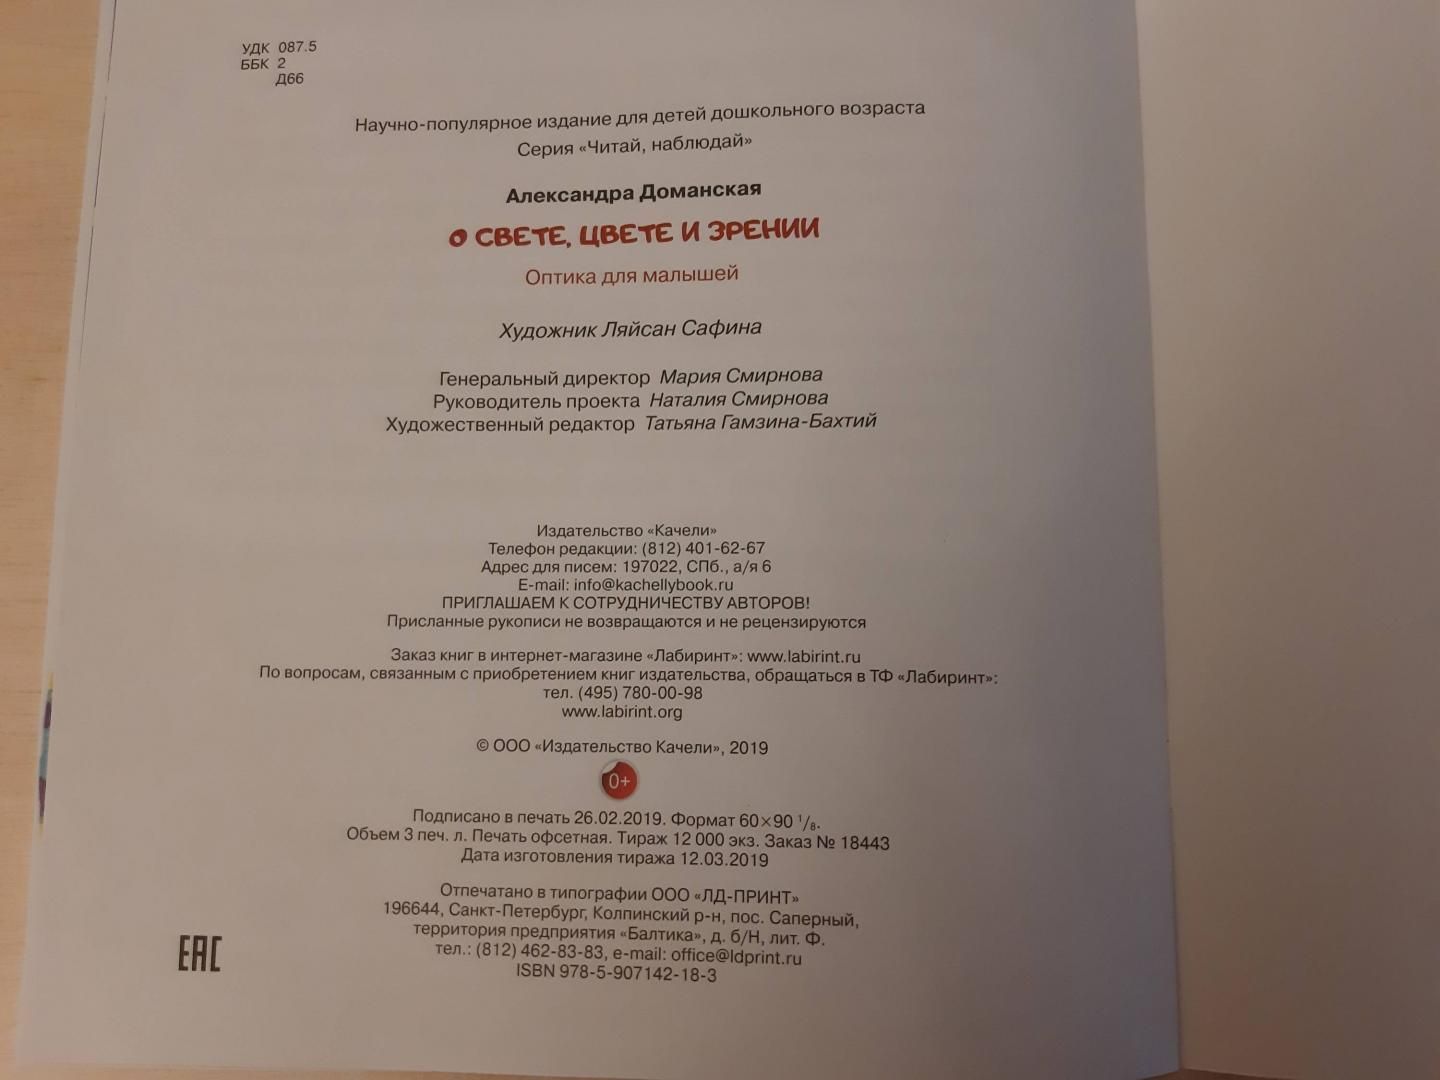 УДК 087.5
ББК 2
Д66
Научно-популярное издание для детей дошкольного возраста
Серия «Читай, наблюдай»
Александра Доманская
О СВЕТЕ, ЦВЕТЕ И ЗРЕНИИ
Оптика для малышей
Художник Ляйсан Сафина
Генеральный директор Мария Смирнова
Руководитель проекта Наталия Смирнова
Художественный редактор Татьяна Гамзина-Бахтий
Издательство «Качели»
Телефон редакции: (812) 401-62-67
Адрес для писем: 197022, СПб., а/я 6
E-mail: info@kachellybook.ru
ПРИГЛАШАЕМ К СОТРУДНИЧЕСТВУ АВТОРОВ!
Присланные рукописи не возвращаются и не рецензируются
Заказ книг в интернет-магазине «Лабиринт»: www.labirint.ru
По вопросам, связанным с приобретением книг издательства, обращаться в ТФ «Лабиринт»:
тел. (495) 780-00-98
www.labirint.org
© ООО «Издательство Качели», 2019
0+
Подписано в печать 26.02.2019. Формат 60×90 1/8.
Объем 3 печ. л. Печать офсетная. Тираж 12 000 экз. Заказ № 18443
Дата изготовления тиража 12.03.2019
Отпечатано в типографии ООО «ЛД-ПРИНТ»
196644, Санкт-Петербург, Колпинский р-н, пос. Саперный,
территория предприятия «Балтика», д. б/Н, лит. Ф.
тел.: (812) 462-83-83, e-mail: office@ldprint.ru
ISBN 978-5-907142-18-3
EAC